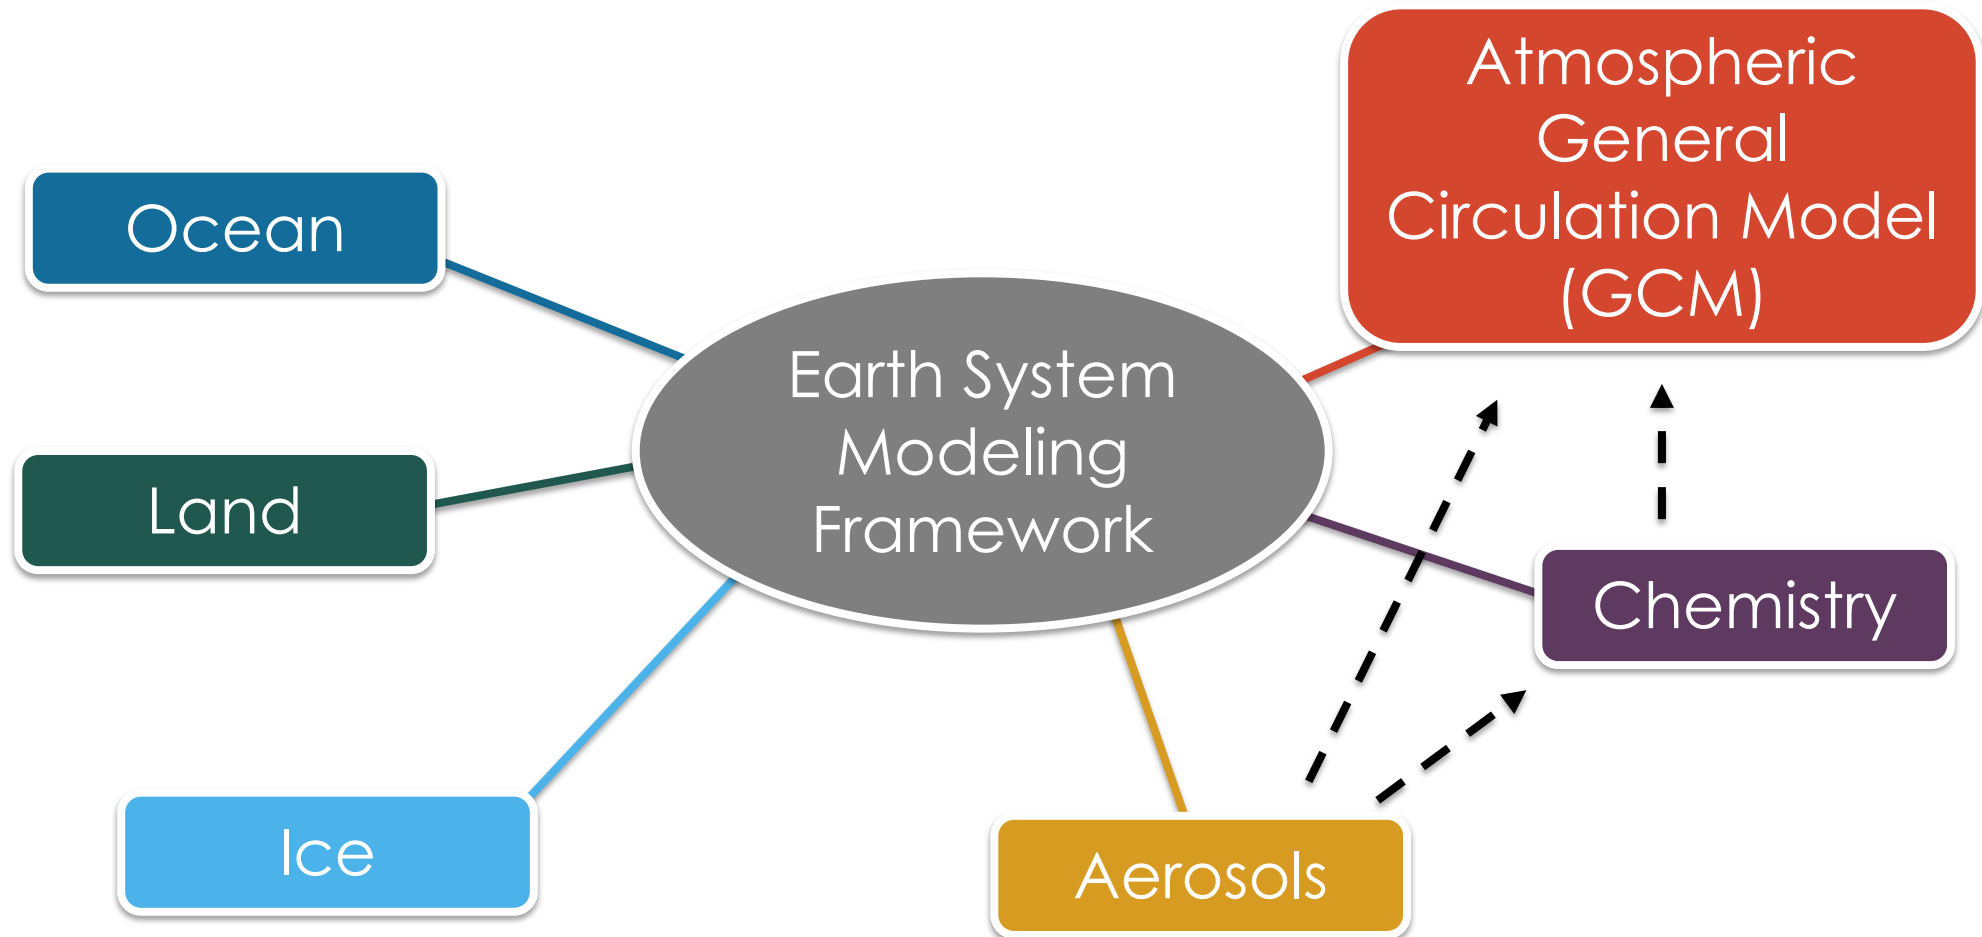 Atmospheric
General
Circulation Model
(GCM)
Ocean
Earth System
Modeling
Framework
Land
Chemistry
Ice
Aerosols